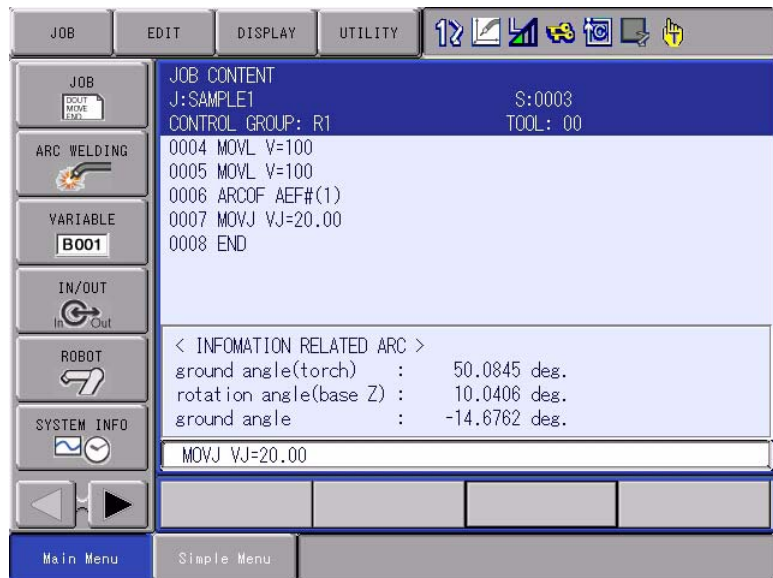 JOB EDIT DISPLAY UTILITY
JOB
DOUT
MOVE
END
ARC WELDING
VARIABLE
B001
IN/OUT
In Out
ROBOT
SYSTEM INFO
JOB CONTENT
J:SAMPLE1 S:0003
CONTROL GROUP: R1 TOOL: 00
0004 MOVL V=100
0005 MOVL V=100
0006 ARCOF AEF#(1)
0007 MOVJ VJ=20.00
0008 END
< INFOMATION RELATED ARC >
ground angle(torch) : 50.0845 deg.
rotation angle(base Z) : 10.0406 deg.
ground angle : -14.6762 deg.
MOVJ VJ=20.00
Main Menu Simple Menu